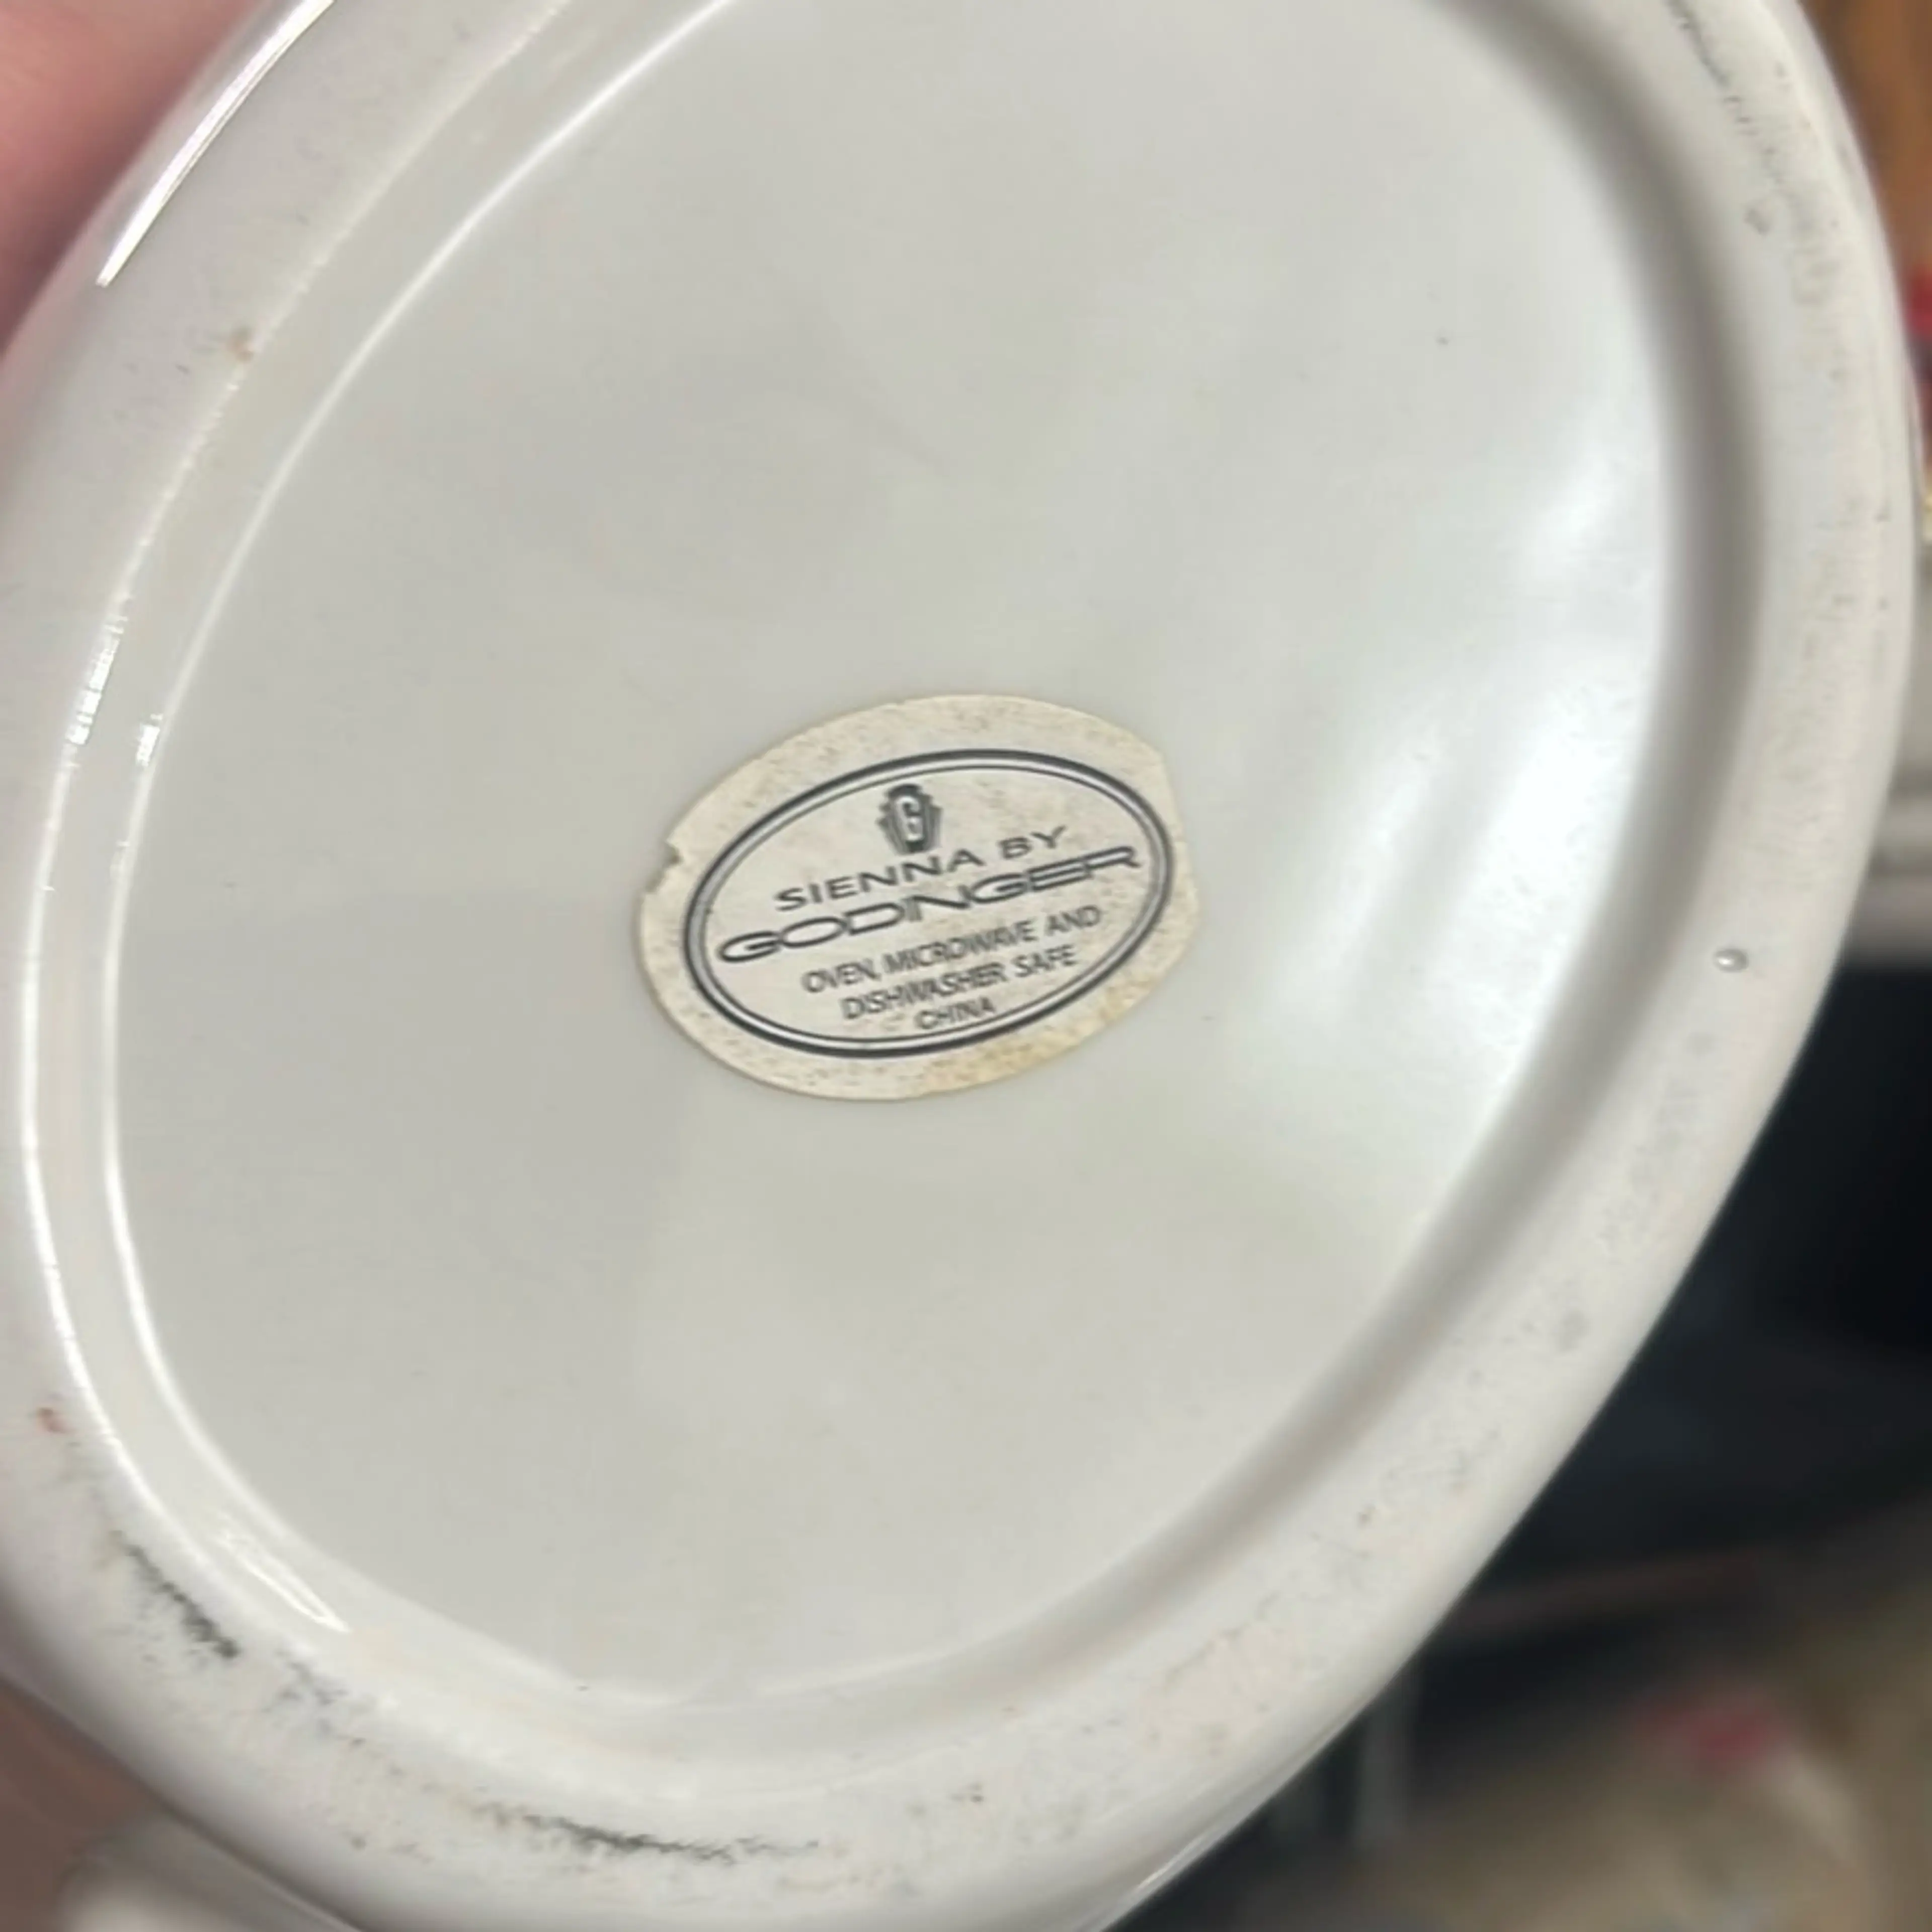 G
SIENNA BY
GODINGER
OVEN, MICROWAVE AND
DISHWASHER SAFE
CHINA